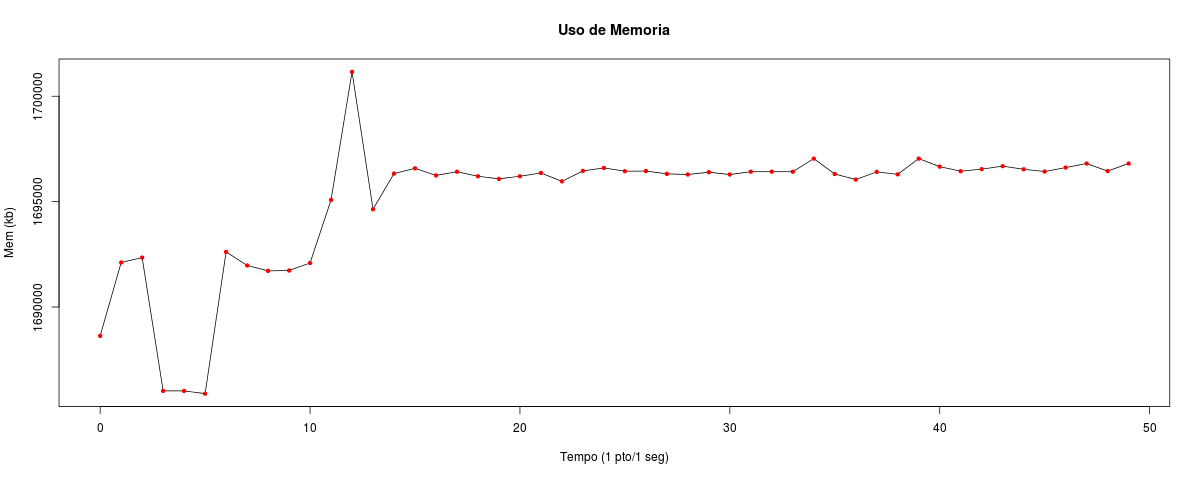 Uso de Memoria
Mem (kb)
1700000
1695000
1690000
0 10 20 30 40 50
Tempo (1 pto/1 seg)